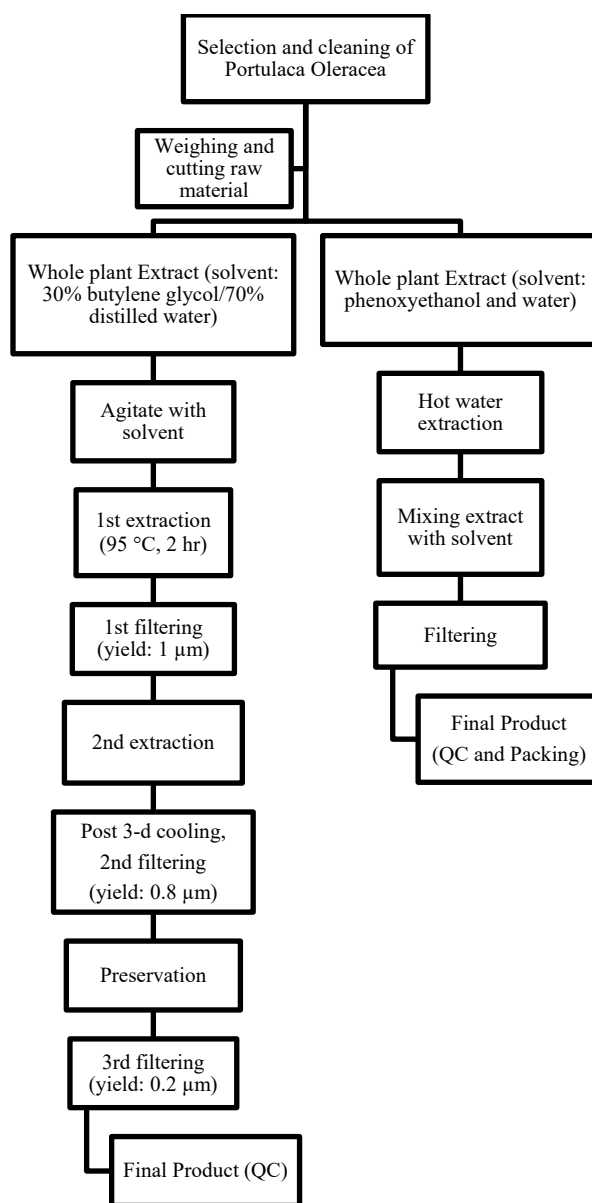 Selection and cleaning of
Portulaca Oleracea
Weighing and
cutting raw
material
Whole plant Extract (solvent:
30% butylene glycol/70%
distilled water)
Agitate with
solvent
1st extraction
(95 °C, 2 hr)
1st filtering
(yield: 1 µm)
2nd extraction
Post 3-d cooling,
2nd filtering
(yield: 0.8 µm)
Preservation
3rd filtering
(yield: 0.2 µm)
Final Product (QC)
Whole plant Extract (solvent:
phenoxyethanol and water)
Hot water
extraction
Mixing extract
with solvent
Filtering
Final Product
(QC and Packing)